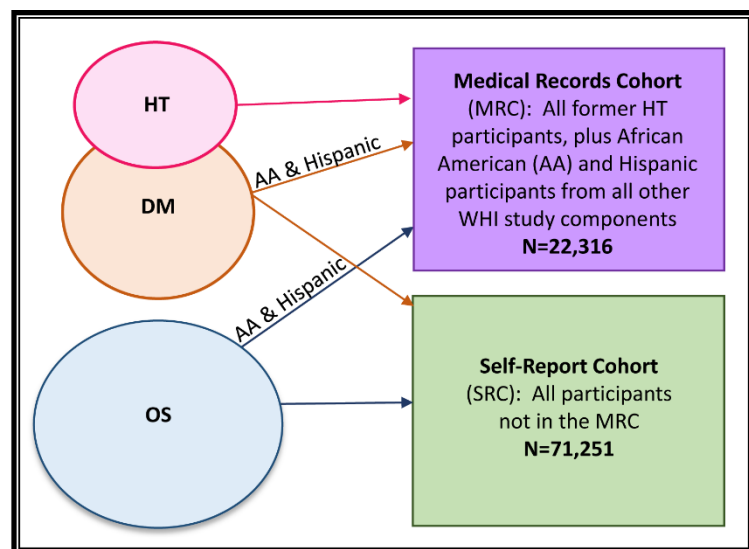 HT
DM
OS
AA & Hispanic
AA & Hispanic
Medical Records Cohort
(MRC): All former HT
participants, plus African
American (AA) and Hispanic
participants from all other
WHI study components
N=22,316
Self-Report Cohort
(SRC): All participants
not in the MRC
N=71,251